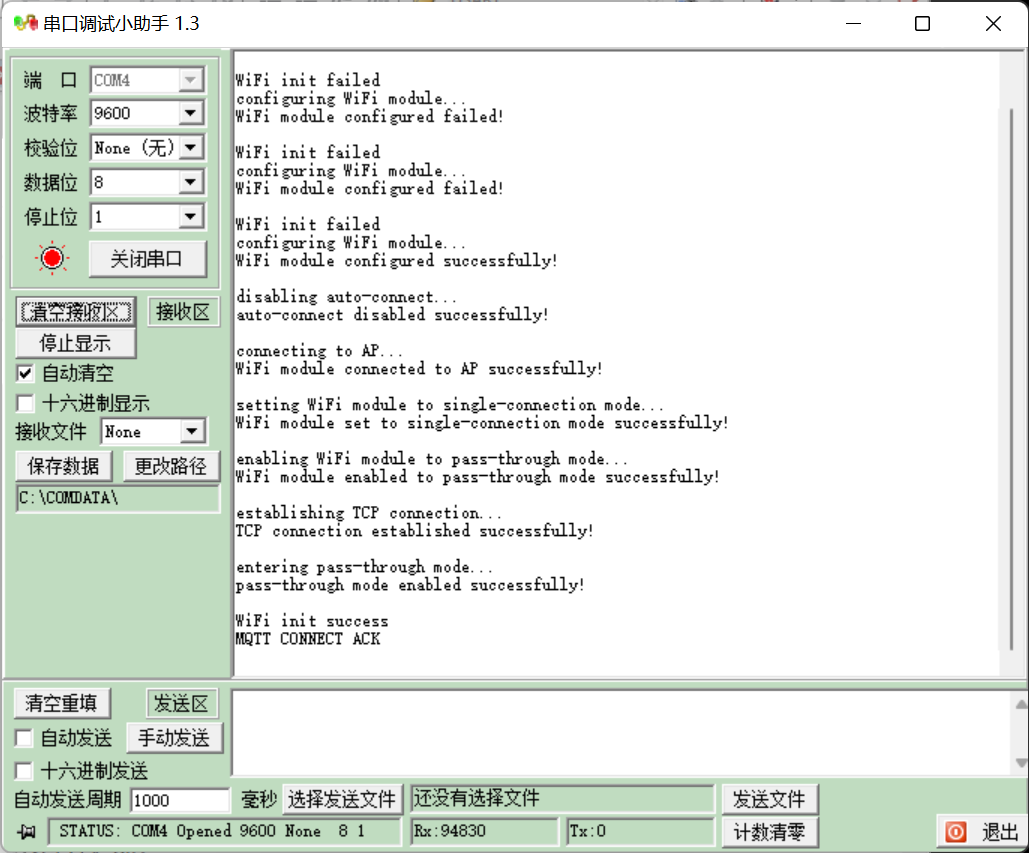 串口调试小助手 1.3
端 口 COM4
波特率 9600
校验位 None (无)
数据位 8
停止位 1
关闭串口
清空接收区 接收区
停止显示
自动清空
十六进制显示
接收文件 None
保存数据 更改路径
C:\COMDATA\
WiFi init failed
configuring WiFi module...
WiFi module configured failed!
WiFi init failed
configuring WiFi module...
WiFi module configured failed!
WiFi init failed
configuring WiFi module...
WiFi module configured successfully!
disabling auto-connect...
auto-connect disabled successfully!
connecting to AP...
WiFi module connected to AP successfully!
setting WiFi module to single-connection mode...
WiFi module set to single-connection mode successfully!
enabling WiFi module to pass-through mode...
WiFi module enabled to pass-through mode successfully!
establishing TCP connection...
TCP connection established successfully!
entering pass-through mode...
pass-through mode enabled successfully!
WiFi init success
MQTT CONNECT ACK
清空重填 发送区
自动发送 手动发送
十六进制发送
自动发送周期 1000 毫秒 选择发送文件 还没有选择文件 发送文件
STATUS: COM4 Opened 9600 None 8 1 Rx:94830 Tx:0 计数清零 退出